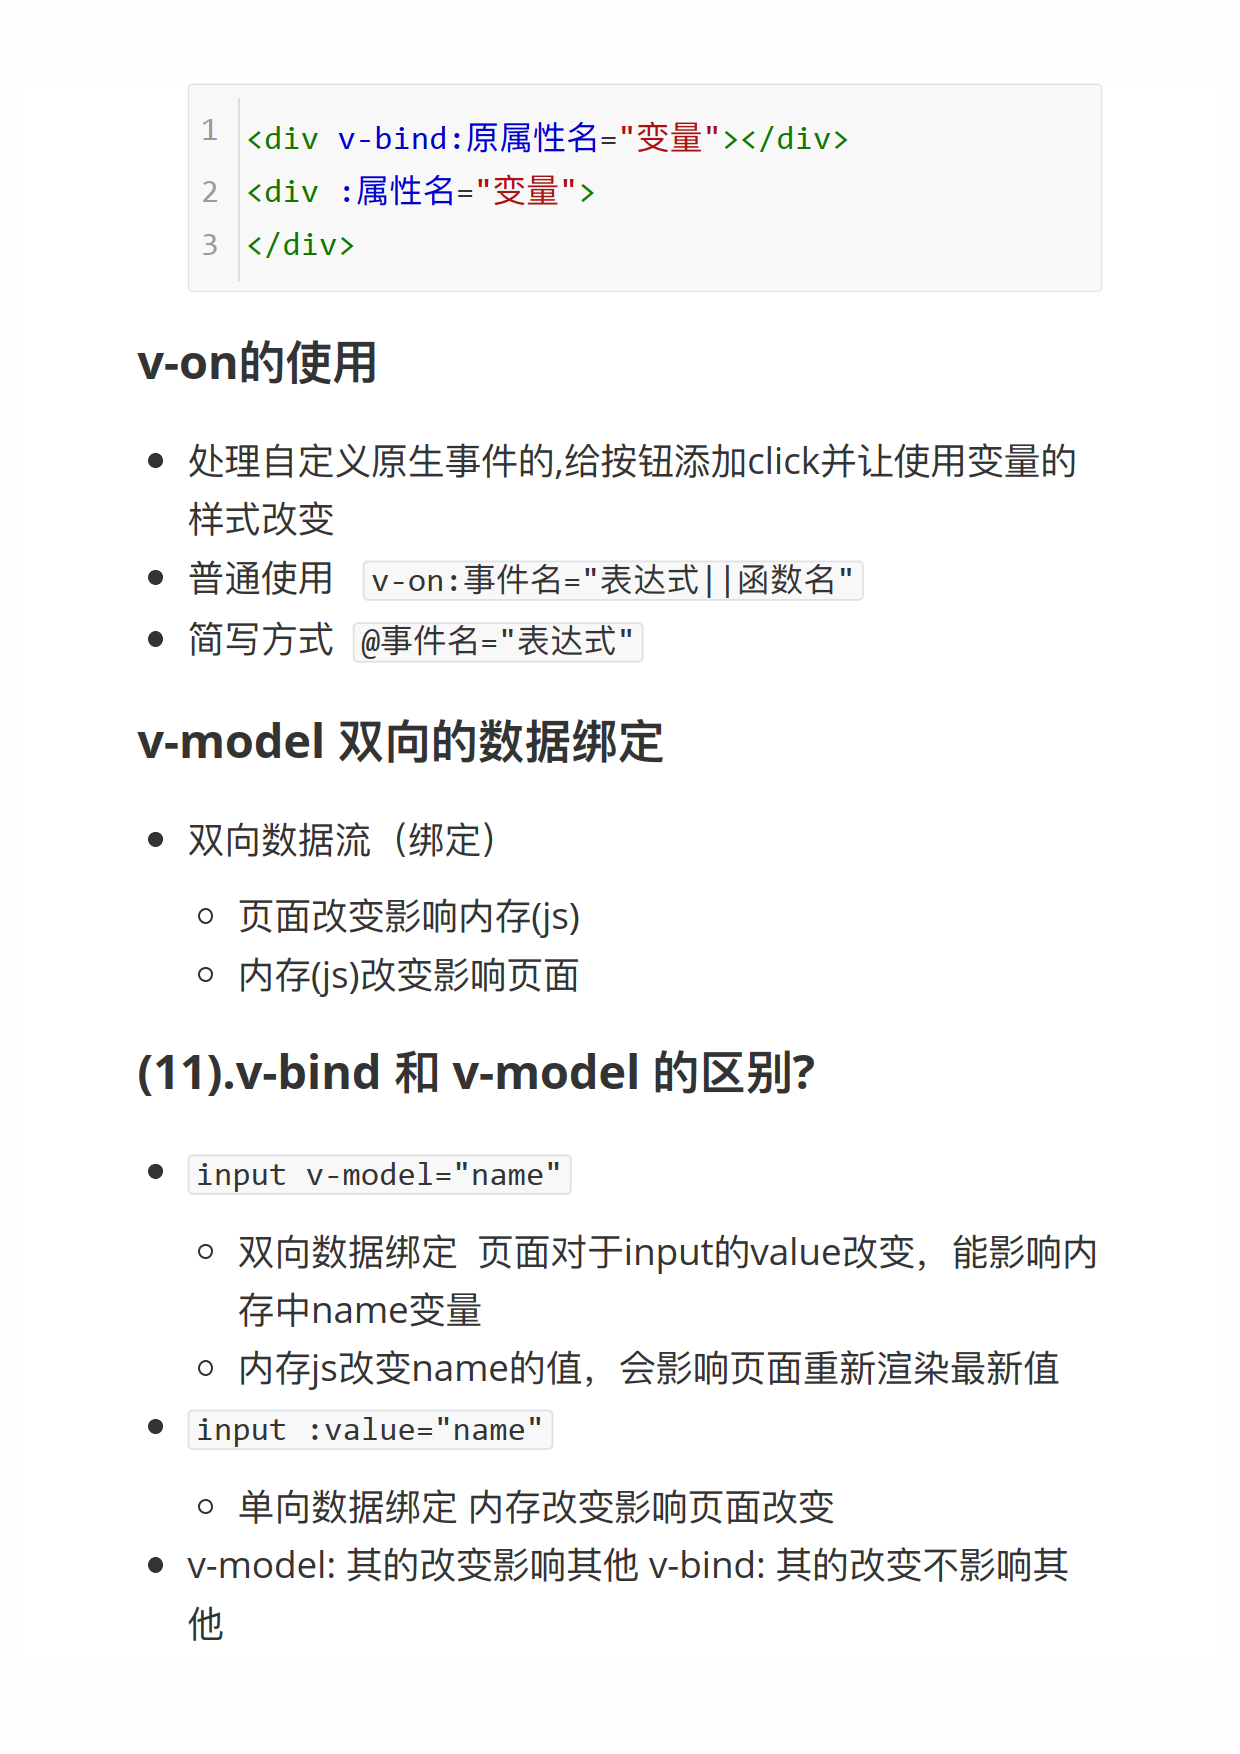 1 <div v-bind:原属性名="变量"></div>
2 <div :属性名="变量">
3 </div>
v-on的使用
处理自定义原生事件的,给按钮添加click并让使用变量的
样式改变
普通使用 v-on:事件名="表达式||函数名"
简写方式 @事件名="表达式"
v-model 双向的数据绑定
双向数据流（绑定）
页面改变影响内存(js)
内存(js)改变影响页面
(11).v-bind 和 v-model 的区别?
input v-model="name"
双向数据绑定 页面对于input的value改变，能影响内
存中name变量
内存js改变name的值，会影响页面重新渲染最新值
input :value="name"
单向数据绑定 内存改变影响页面改变
v-model: 其的改变影响其他 v-bind: 其的改变不影响其
他